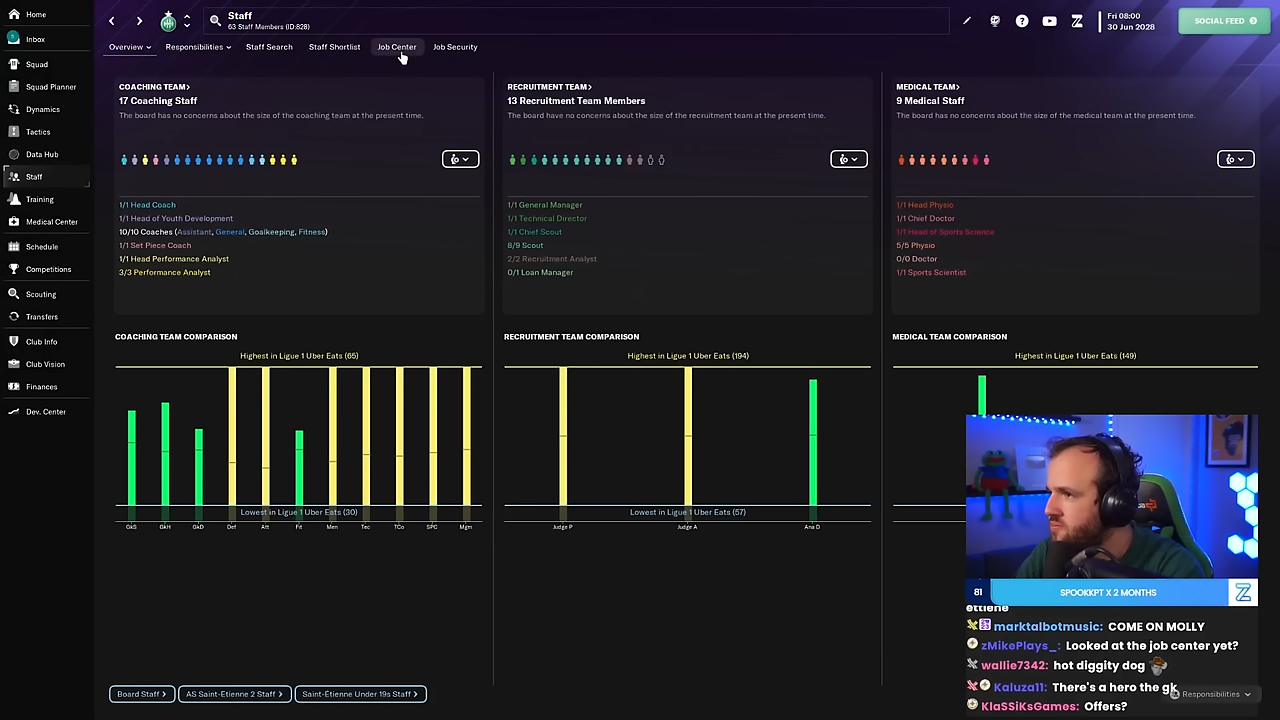 Home
Inbox
Squad
Squad Planner
Dynamics
Tactics
Data Hub
Staff
Training
Medical Center
Schedule
Competitions
Scouting
Transfers
Club Info
Club Vision
Finances
Dev. Center
Staff
63 Staff Members (ID:828)
Fri 08:00
30 Jun 2028
SOCIAL FEED
Overview
Responsibilities
Staff Search
Staff Shortlist
Job Center
Job Security
COACHING TEAM>
17 Coaching Staff
The board has no concerns about the size of the coaching team at the present time.
1/1 Head Coach
1/1 Head of Youth Development
10/10 Coaches (Assistant, General, Goalkeeping, Fitness)
1/1 Set Piece Coach
1/1 Head Performance Analyst
3/3 Performance Analyst
RECRUITMENT TEAM>
13 Recruitment Team Members
The board have no concerns about the size of the recruitment team at the present time.
1/1 General Manager
1/1 Technical Director
1/1 Chief Scout
8/9 Scout
2/2 Recruitment Analyst
0/1 Loan Manager
MEDICAL TEAM>
9 Medical Staff
The board has no concerns about the size of the medical team at the present time.
1/1 Head Physio
1/1 Chief Doctor
1/1 Head of Sports Science
5/5 Physio
0/0 Doctor
1/1 Sports Scientist
COACHING TEAM COMPARISON
Highest in Ligue 1 Uber Eats (65)
Lowest in Ligue 1 Uber Eats (30)
GkS GkH GkD Def Att Fit Men Tec TCo SPC Mgm
RECRUITMENT TEAM COMPARISON
Highest in Ligue 1 Uber Eats (194)
Lowest in Ligue 1 Uber Eats (57)
Judge P Judge A Ana D
MEDICAL TEAM COMPARISON
Highest in Ligue 1 Uber Eats (149)
81 SPOOKKPT X 2 MONTHS
ettiene
marktalbotmusic: COME ON MOLLY
zMikePlays_: Looked at the job center yet?
wallie7342: hot diggity dog
Kaluza11: There's a hero the gk
KlaSSiKsGames: Offers?
Responsibilities
Board Staff >
AS Saint-Étienne 2 Staff >
Saint-Étienne Under 19s Staff >